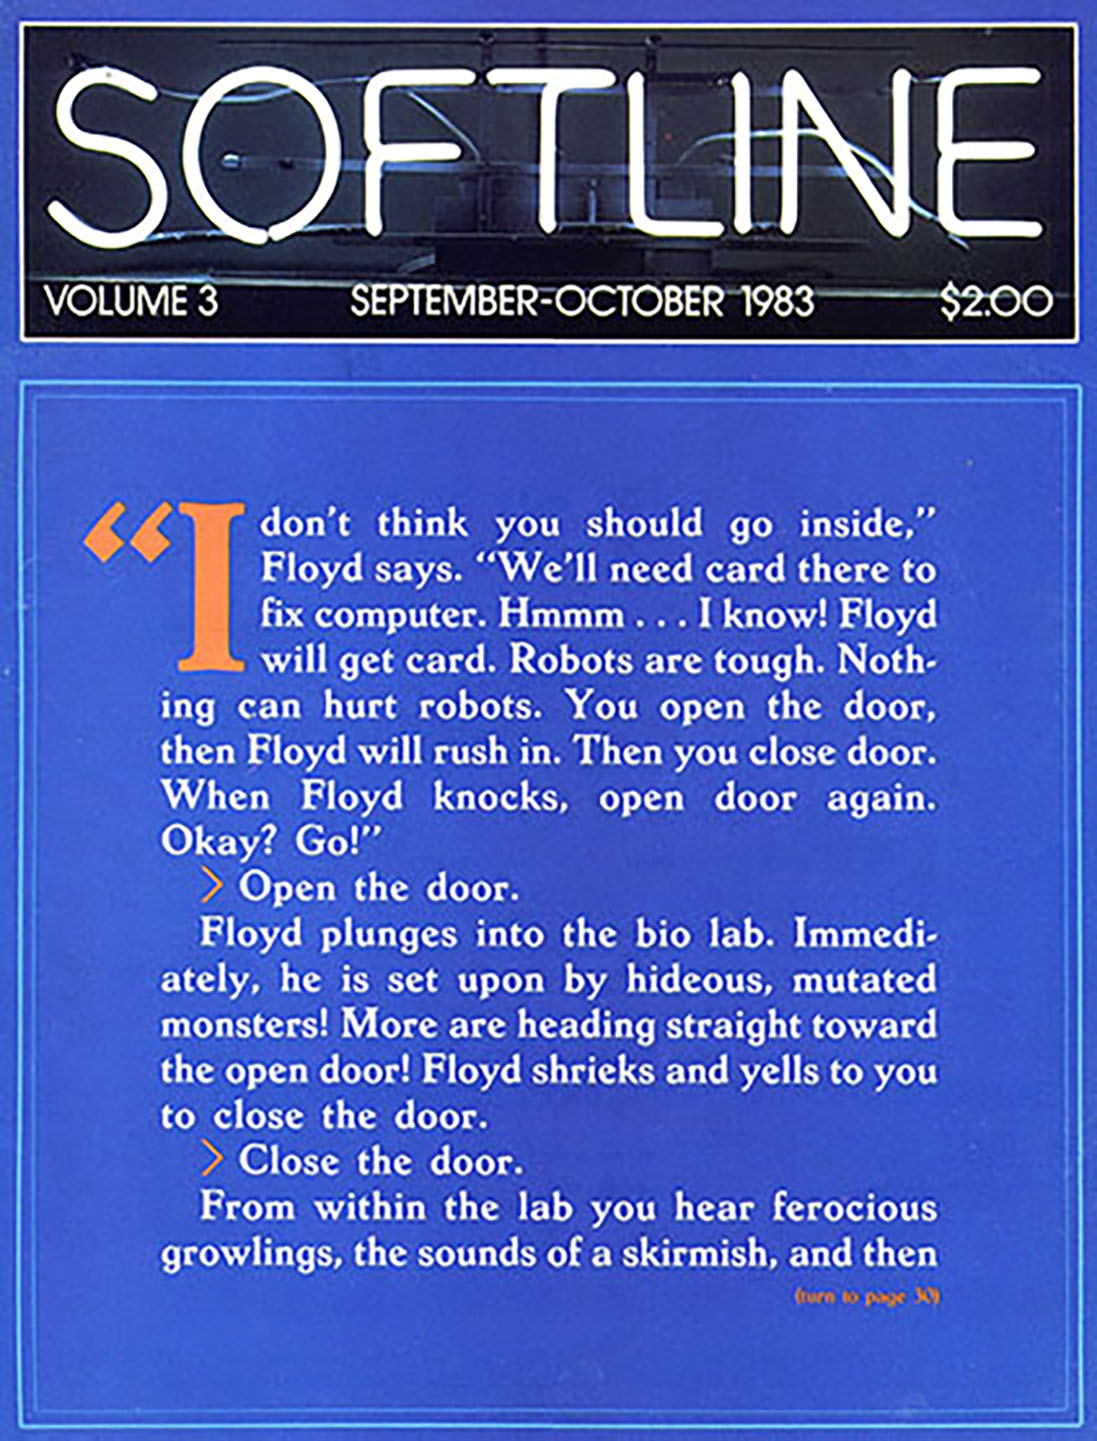 SOFTLINE
VOLUME 3 SEPTEMBER-OCTOBER 1983 $2.00
“I don't think you should go inside,”
Floyd says. “We'll need card there to
fix computer. Hmmm . . . I know! Floyd
will get card. Robots are tough. Noth-
ing can hurt robots. You open the door,
then Floyd will rush in. Then you close door.
When Floyd knocks, open door again.
Okay? Go!”
> Open the door.
Floyd plunges into the bio lab. Immedi-
ately, he is set upon by hideous, mutated
monsters! More are heading straight toward
the open door! Floyd shrieks and yells to you
to close the door.
> Close the door.
From within the lab you hear ferocious
growlings, the sounds of a skirmish, and then
(turn to page 30)